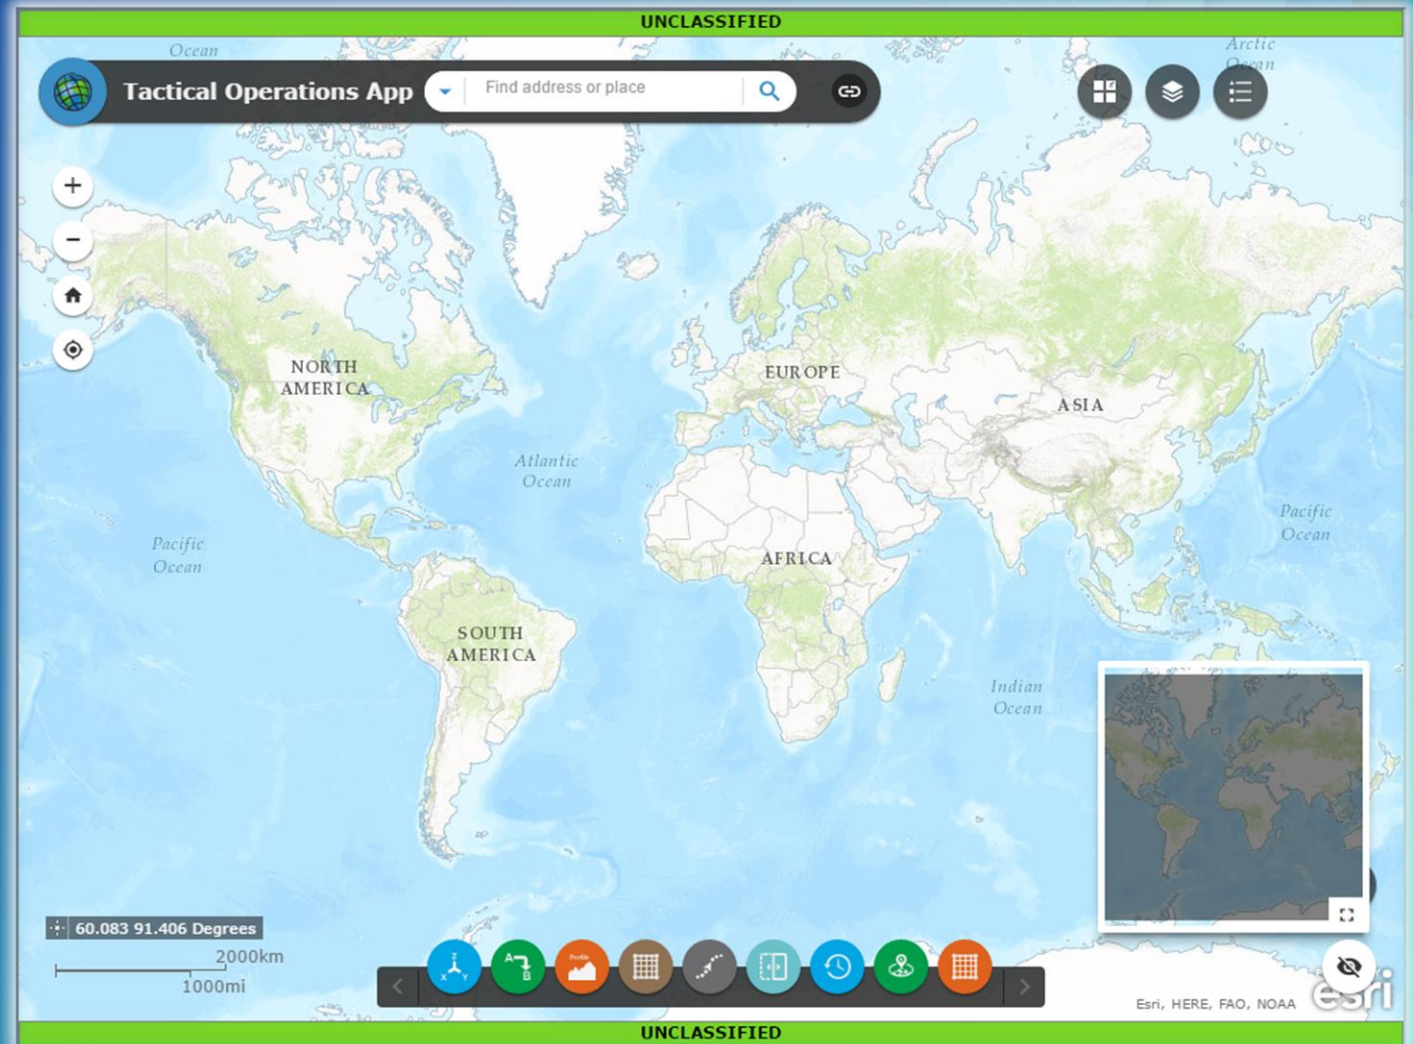 UNCLASSIFIED
Ocean
Arctic
Ocean
Tactical Operations App
Find address or place
NORTH
AMERICA
EUROPE
ASIA
Atlantic
Ocean
Pacific
Ocean
Pacific
Ocean
AFRICA
SOUTH
AMERICA
Indian
Ocean
60.083 91.406 Degrees
2000km
1000mi
Z
X Y
A
B
Profile
Esri, HERE, FAO, NOAA
esri
UNCLASSIFIED